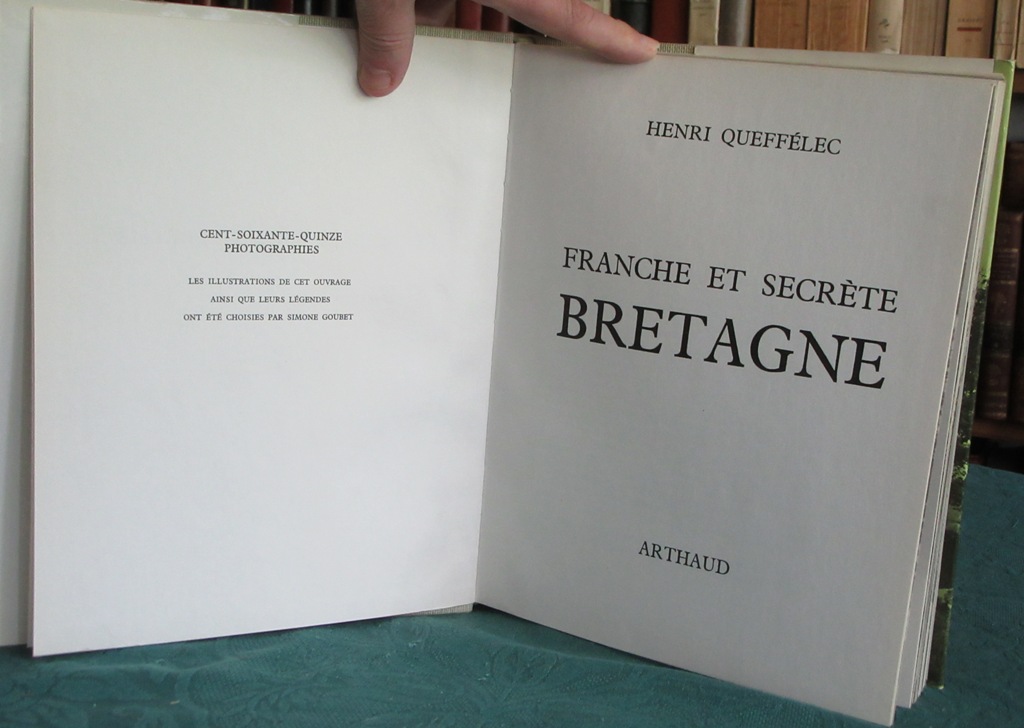 CENT-SOIXANTE-QUINZE
PHOTOGRAPHIES
LES ILLUSTRATIONS DE CET OUVRAGE
AINSI QUE LEURS LÉGENDES
ONT ÉTÉ CHOISIES PAR SIMONE GOUBET
HENRI QUEFFÉLEC
FRANCHE ET SECRÈTE
BRETAGNE
ARTHAUD